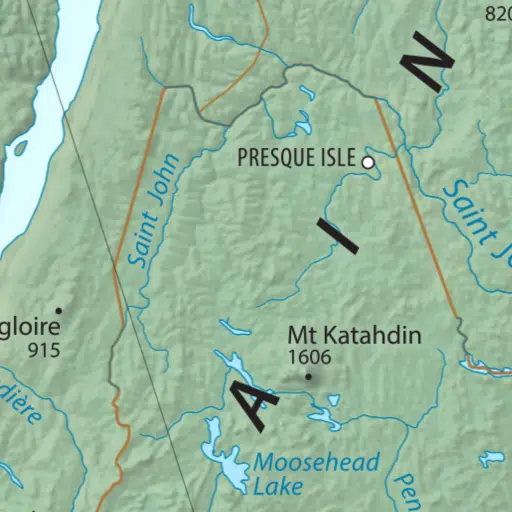 820
N
PRESQUE ISLE
Saint John
Saint Jo
I
gloire
915
Mt Katahdin
1606
A
dière
Moosehead
Lake
Pen